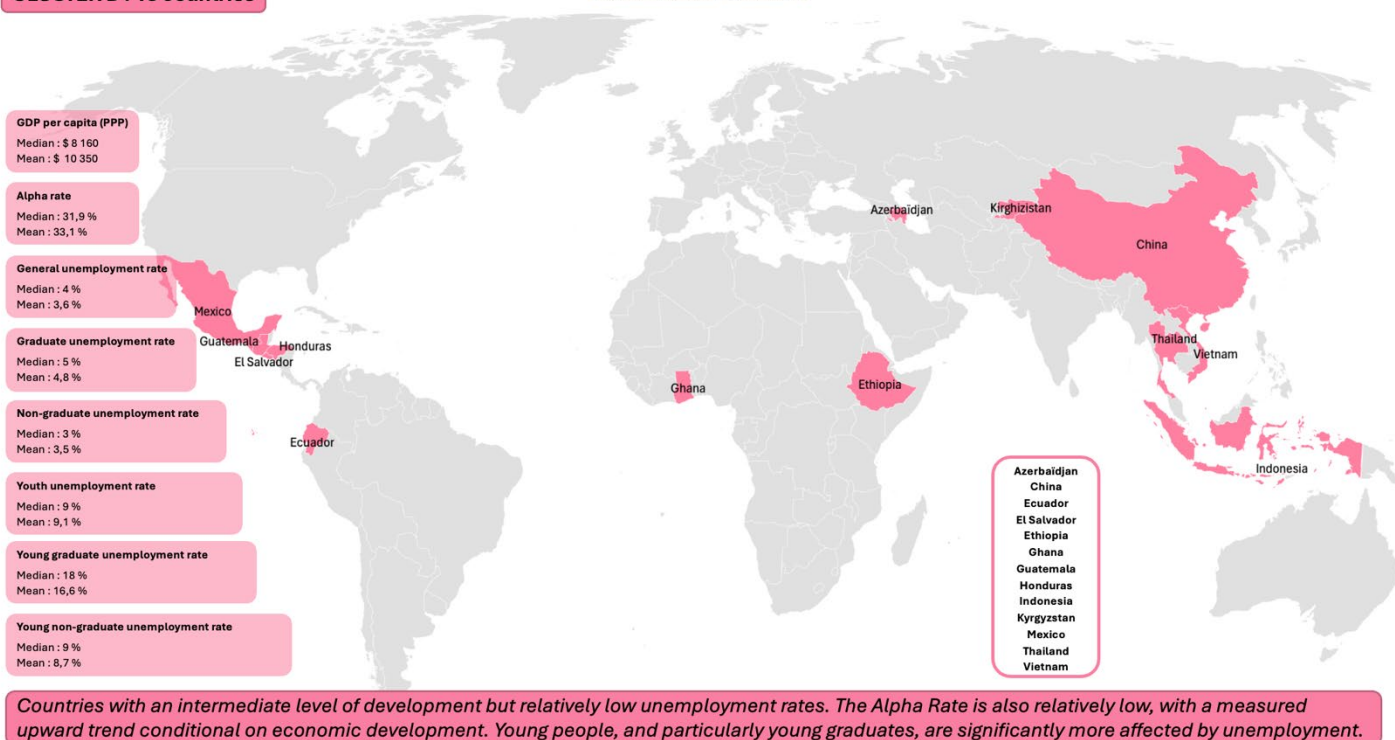 GDP per capita (PPP)
Median : $ 8 160
Mean : $ 10 350
Alpha rate
Median : 31,9 %
Mean : 33,1 %
General unemployment rate
Median : 4 %
Mean : 3,6 %
Graduate unemployment rate
Median : 5 %
Mean : 4,8 %
Non-graduate unemployment rate
Median : 3 %
Mean : 3,5 %
Youth unemployment rate
Median : 9 %
Mean : 9,1 %
Young graduate unemployment rate
Median : 18 %
Mean : 16,6 %
Young non-graduate unemployment rate
Median : 9 %
Mean : 8,7 %
Mexico
Guatemala
Honduras
El Salvador
Ecuador
Ghana
Ethiopia
Azerbaïdjan
Kirghizistan
China
Thaïland
Vietnam
Indonesia
Azerbaïdjan
China
Ecuador
El Salvador
Ethiopia
Ghana
Guatemala
Honduras
Indonesia
Kyrgyzstan
Mexico
Thailand
Vietnam
Countries with an intermediate level of development but relatively low unemployment rates. The Alpha Rate is also relatively low, with a measured
upward trend conditional on economic development. Young people, and particularly young graduates, are significantly more affected by unemployment.